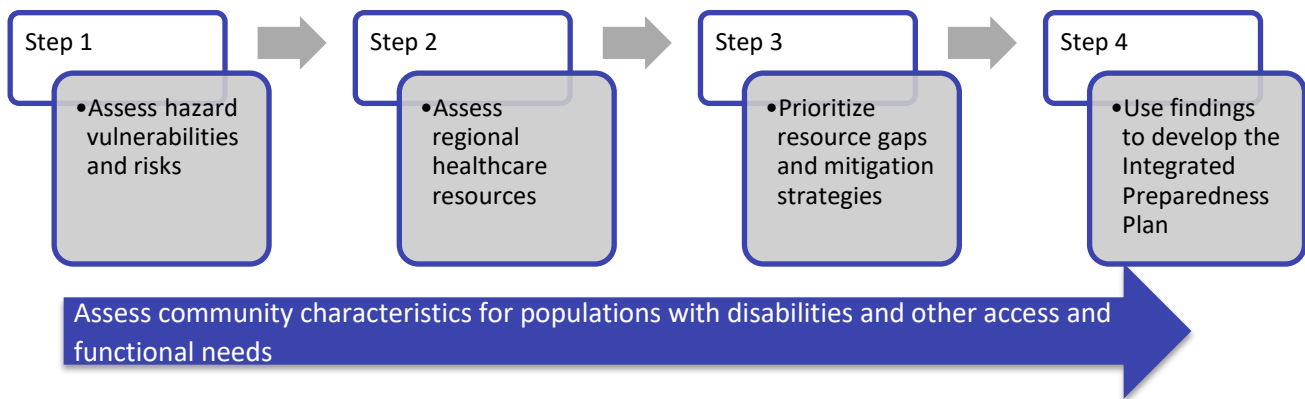 Step 1
•Assess hazard
vulnerabilities
and risks
Step 2
•Assess
regional
healthcare
resources
Step 3
•Prioritize
resource gaps
and mitigation
strategies
Step 4
•Use findings
to develop the
Integrated
Preparedness
Plan
Assess community characteristics for populations with disabilities and other access and
functional needs